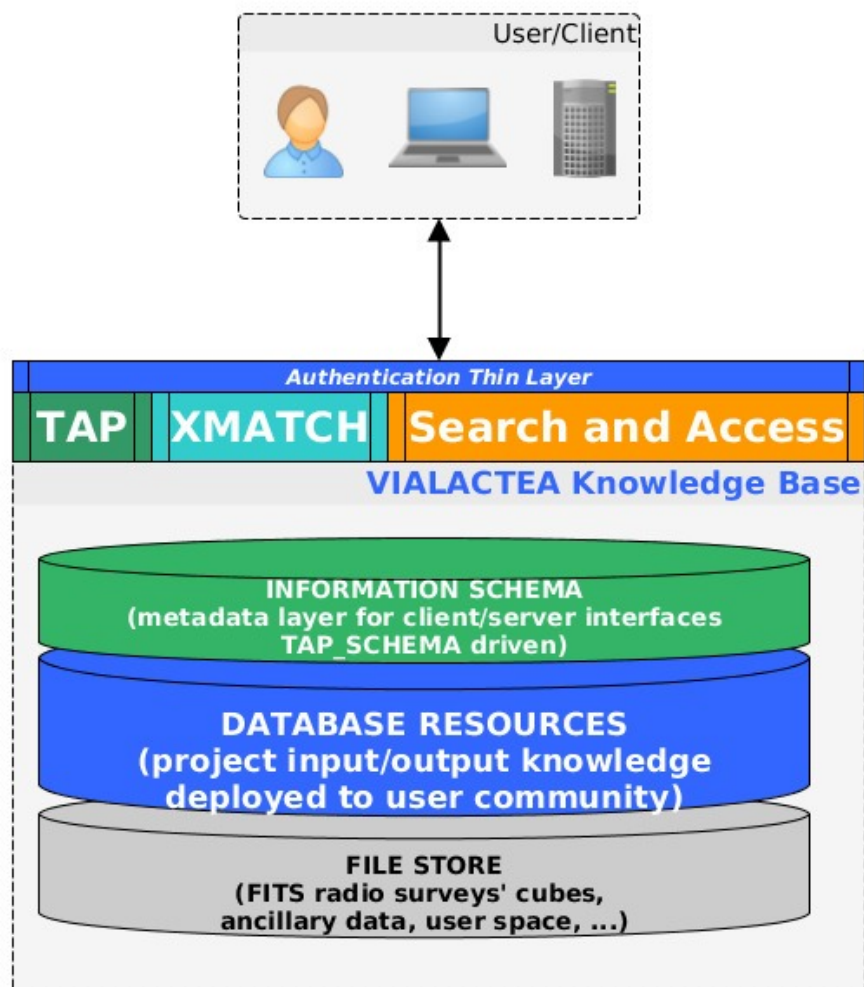 User/Client
Authentication Thin Layer
TAP XMATCH Search and Access
VIALACTEA Knowledge Base
INFORMATION SCHEMA
(metadata layer for client/server interfaces
TAP_SCHEMA driven)
DATABASE RESOURCES
(project input/output knowledge
deployed to user community)
FILE STORE
(FITS radio surveys' cubes,
ancillary data, user space, ...)